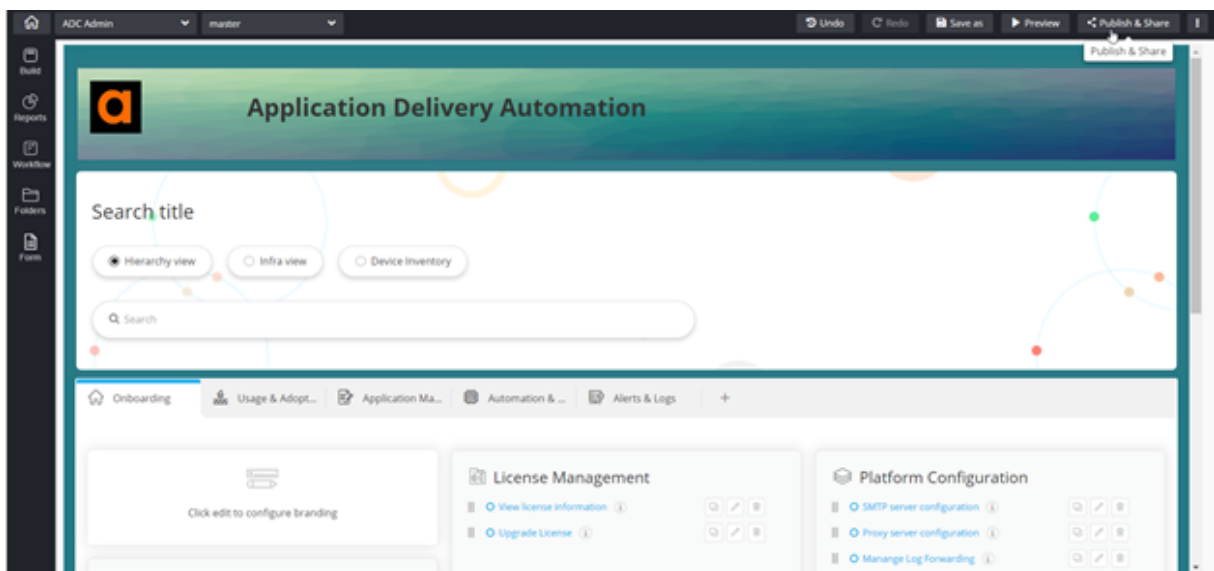 ADC Admin master Undo Redo Save as Preview Publish & Share
Publish & Share
Build
Reports
Workflow
Folders
Form
a Application Delivery Automation
Search title
Hierarchy view Infra view Device Inventory
Search
Onboarding Usage & Adopt... Application Ma... Automation & ... Alerts & Logs +
Click edit to configure branding
License Management
View license information
Upgrade License
Platform Configuration
SMTP server configuration
Proxy server configuration
Manange Log Forwarding